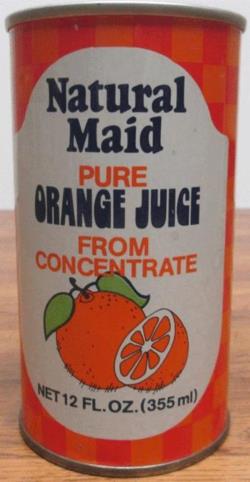 Natural
Maid
PURE
ORANGE JUICE
FROM
CONCENTRATE
NET 12 FL. OZ. (355 ml)